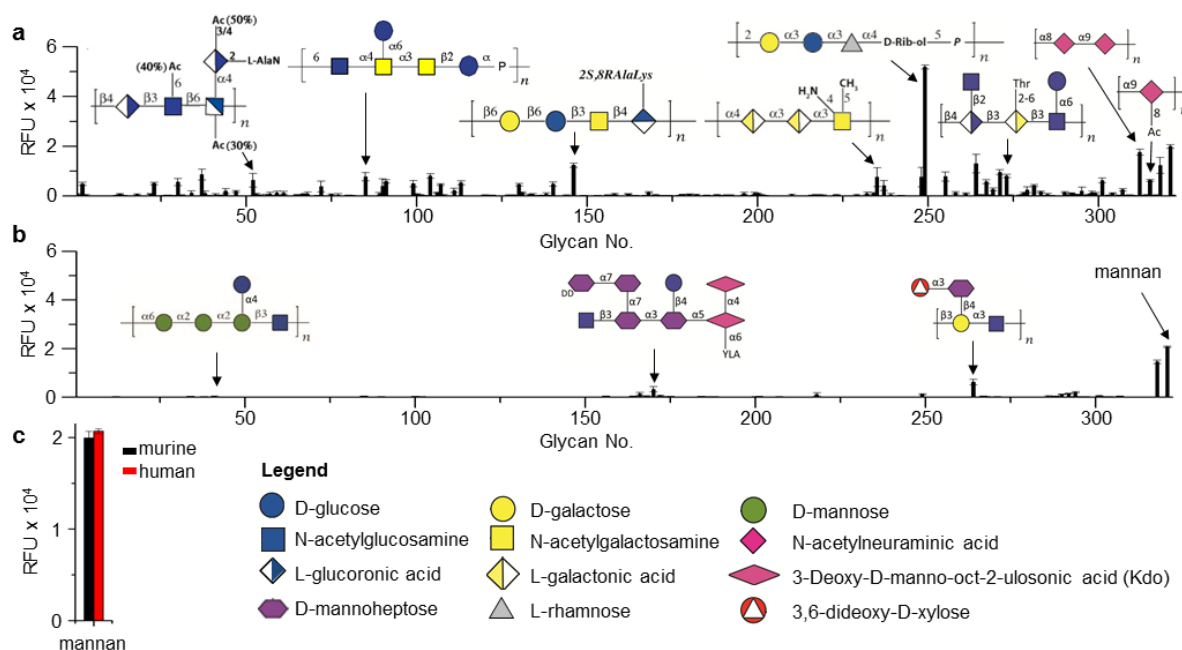 a
RFU x 10⁴
6
4
2
0
50
100
150
200
250
300
Glycan No.
Ac (50%)
3/4
2 L-AlaN
(40%) Ac
6
α4
[ β4 β3 β6 ]n
Ac (30%)
α6
[ 6 α4 α3 β2 α P ]n
2S,8RAlaLys
[ β6 β6 β3 β4 ]n
H₂N CH₃
4 5
[ α4 α3 α3 ]n
[ 2 α3 α3 α4 D-Rib-ol 5 P ]n
β2
Thr
2-6
α6
[ β4 β3 β3 ]n
[ α8 α9 ]n
[ α9 ]n
8
Ac
b
RFU x 10⁴
6
4
2
0
50
100
150
200
250
300
Glycan No.
α4
[ α6 α2 α2 β3 ]n
α7
DD
α7 β4 α4
β3 α3 α5
α6
YLA
α3
β4
[ β3 α3 ]n
mannan
c
RFU x 10⁴
2
2
0
mannan
murine
human
Legend
D-glucose
D-galactose
D-mannose
N-acetylglucosamine
N-acetylgalactosamine
N-acetylneuraminic acid
L-glucoronic acid
L-galactonic acid
3-Deoxy-D-manno-oct-2-ulosonic acid (Kdo)
D-mannoheptose
L-rhamnose
3,6-dideoxy-D-xylose